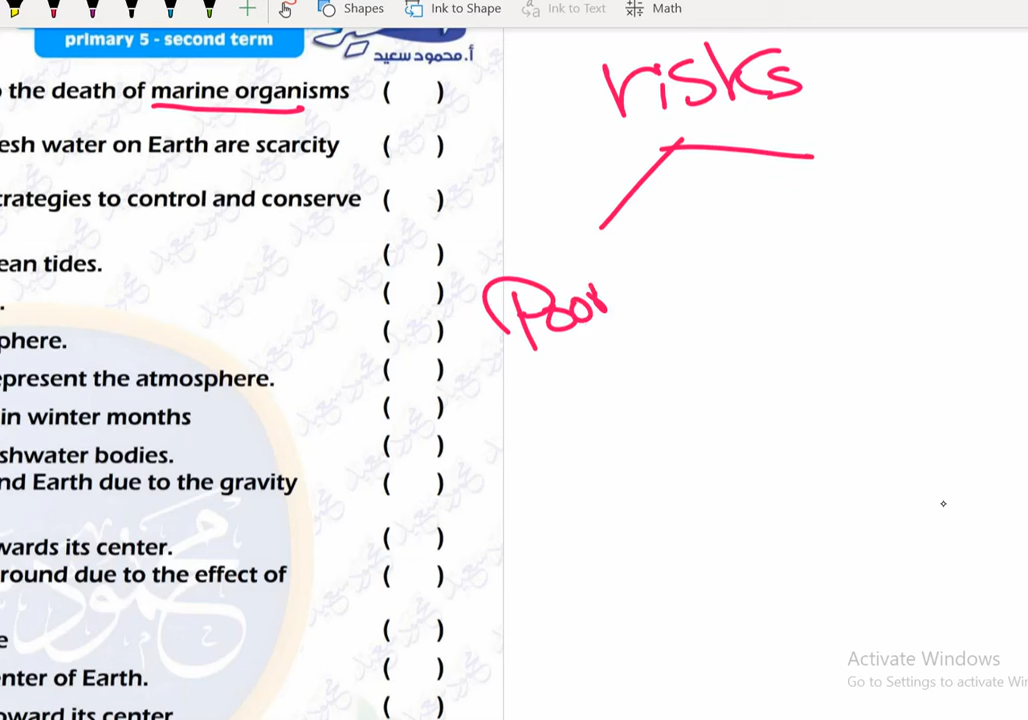 Shapes Ink to Shape Ink to Text Math
primary 5 - second term
أ.محمود سعيد
the death of marine organisms ( )
esh water on Earth are scarcity ( )
trategies to control and conserve ( )
ean tides. ( )
. ( )
phere. ( )
epresent the atmosphere. ( )
in winter months ( )
shwater bodies. ( )
nd Earth due to the gravity ( )
wards its center. ( )
round due to the effect of ( )
e ( )
nter of Earth. ( )
oward its center ( )
risks
Poor
Activate Windows
Go to Settings to activate Win